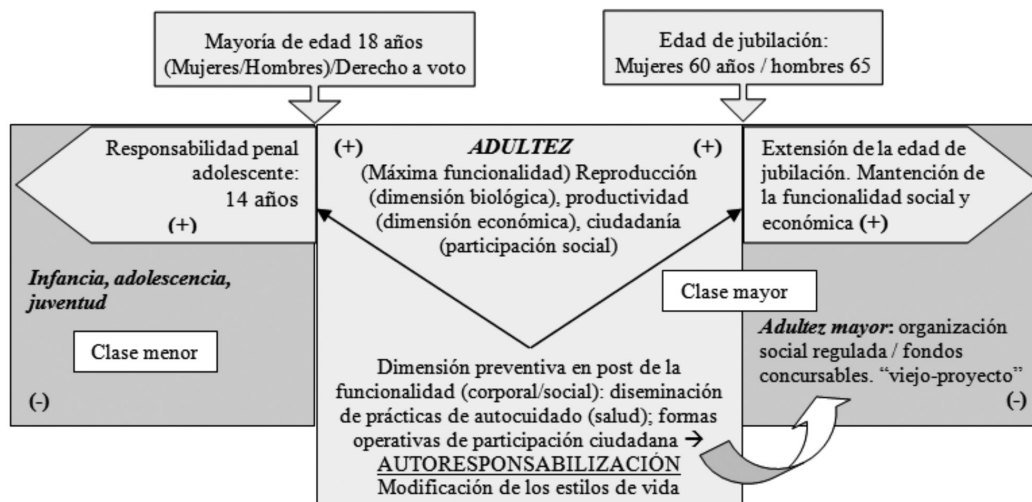 Mayoría de edad 18 años
(Mujeres/Hombres)/Derecho a voto
Edad de jubilación:
Mujeres 60 años / hombres 65
Responsabilidad penal
adolescente:
14 años
(+)
Infancia, adolescencia,
juventud
Clase menor
(-)
(+) ADULTEZ (+)
(Máxima funcionalidad) Reproducción
(dimensión biológica), productividad
(dimensión económica), ciudadanía
(participación social)
Clase mayor
Dimensión preventiva en post de
la funcionalidad (corporal/social): diseminación
de prácticas de autocuidado (salud); formas
operativas de participación ciudadana →
AUTORESPONSABILIZACIÓN
Modificación de los estilos de vida
Extensión de la edad de
jubilación. Mantención de
la funcionalidad social y
económica (+)
Adultez mayor: organización
social regulada / fondos
concursables. “viejo-proyecto”
(-)